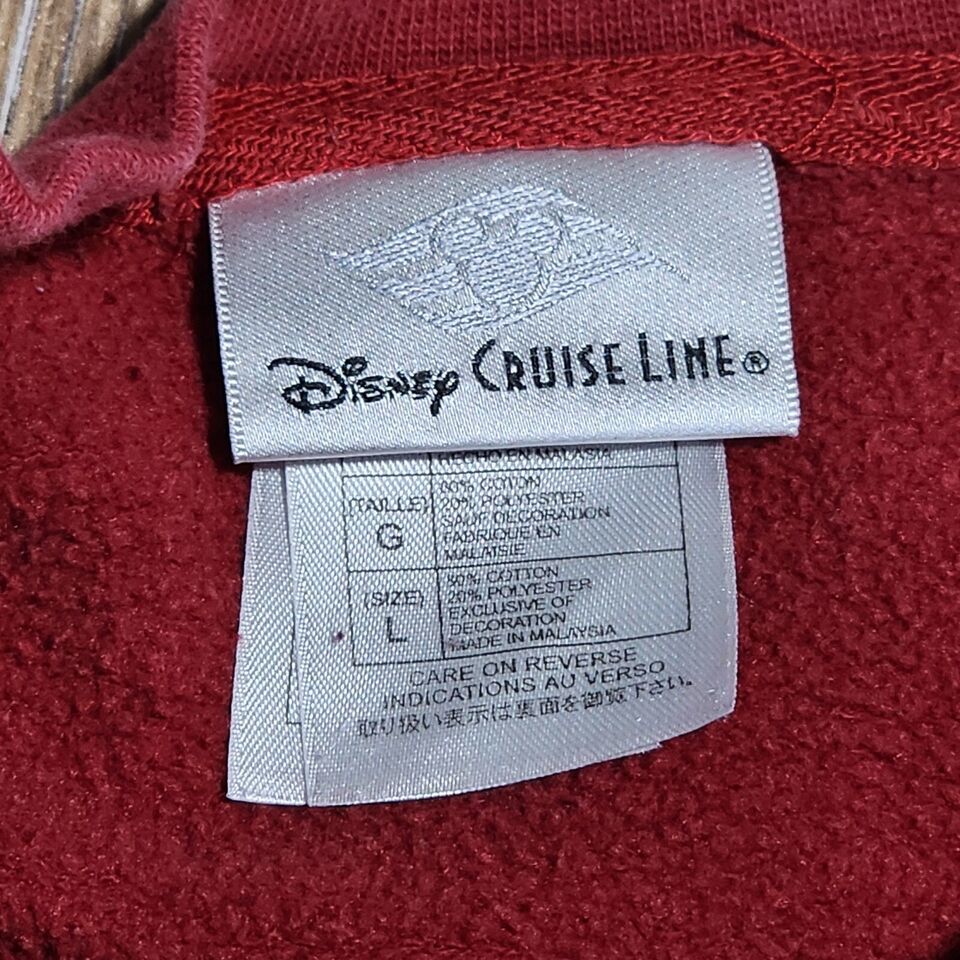 Disney CRUISE LINE®
HECHO EN MALASIA
(TAILLE)
G
80% COTON
20% POLYESTER
SAUF DECORATION
FABRIQUE EN
MALAISIE
(SIZE)
L
80% COTTON
20% POLYESTER
EXCLUSIVE OF
DECORATION
MADE IN MALAYSIA
CARE ON REVERSE
INDICATIONS AU VERSO
取り扱い表示は裏面を御覧下さい。